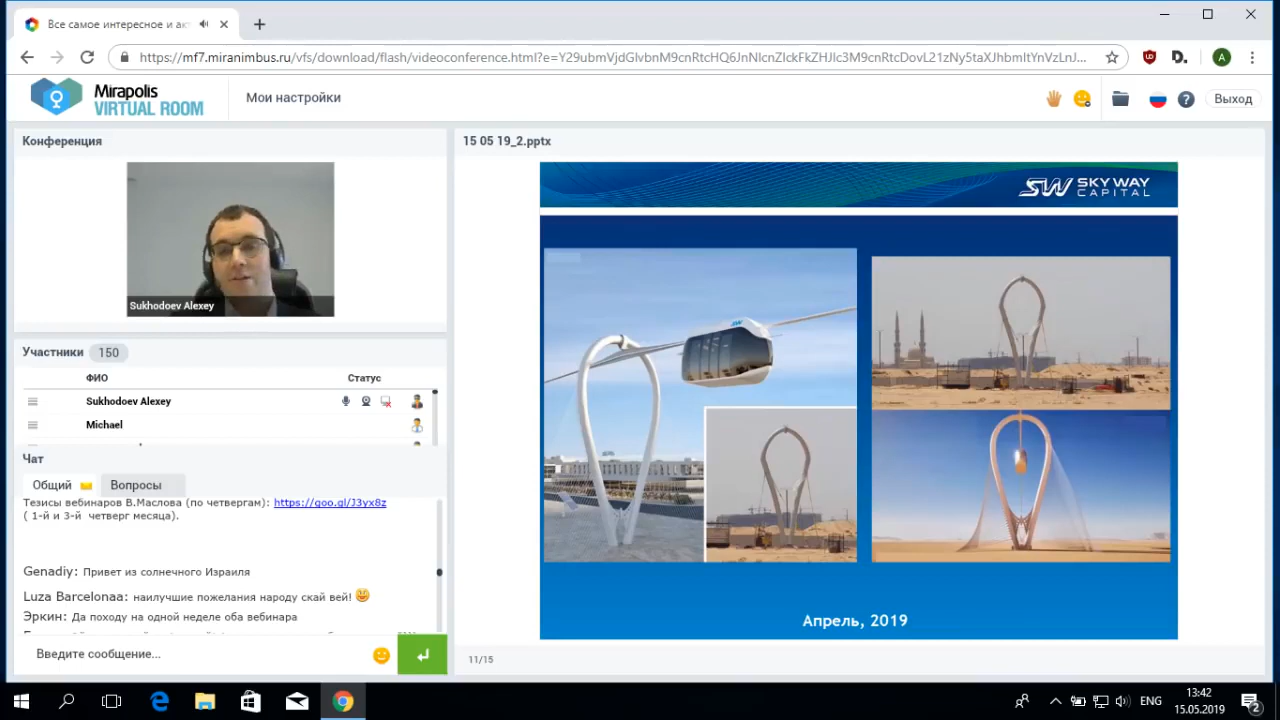 Все самое интересное и ак
https://mf7.miranimbus.ru/vfs/download/flash/videoconference.html?e=Y29ubmVjdGlvbnM9cnRtcHQ6JnNlcnZlckFkZHJlc3M9cnRtcDovL21zNy5taXJhbmltYnVzLnJ...
Mirapolis
VIRTUAL ROOM
Мои настройки
Выход
Конференция
15 05 19_2.pptx
SW SKY WAY
CAPITAL
Sukhodoev Alexey
Участники 150
ФИО Статус
Sukhodoev Alexey
Michael
Чат
Общий Вопросы
Тезисы вебинаров В.Маслова (по четвергам): https://goo.gl/J3yx8z
( 1-й и 3-й четверг месяца).
Genadiy: Привет из солнечного Израиля
Luza Barcelonaa: наилучшие пожелания народу скай вей!
Эркин: Да походу на одной неделе оба вебинара
Введите сообщение...
Апрель, 2019
11/15
ENG
13:42
15.05.2019
2